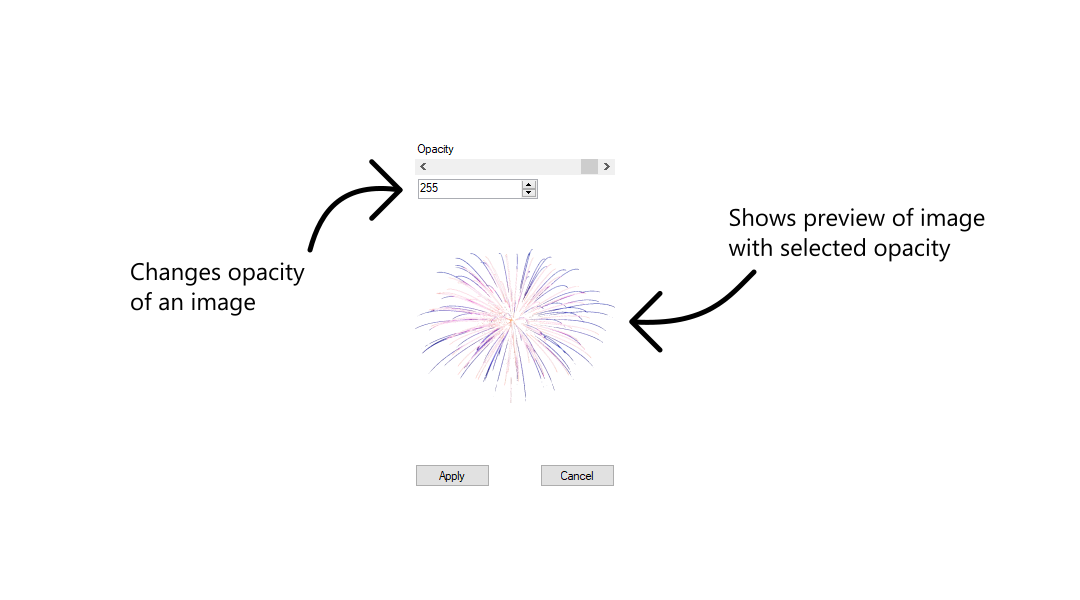 Opacity
255
Shows preview of image
with selected opacity
Changes opacity
of an image
Apply
Cancel